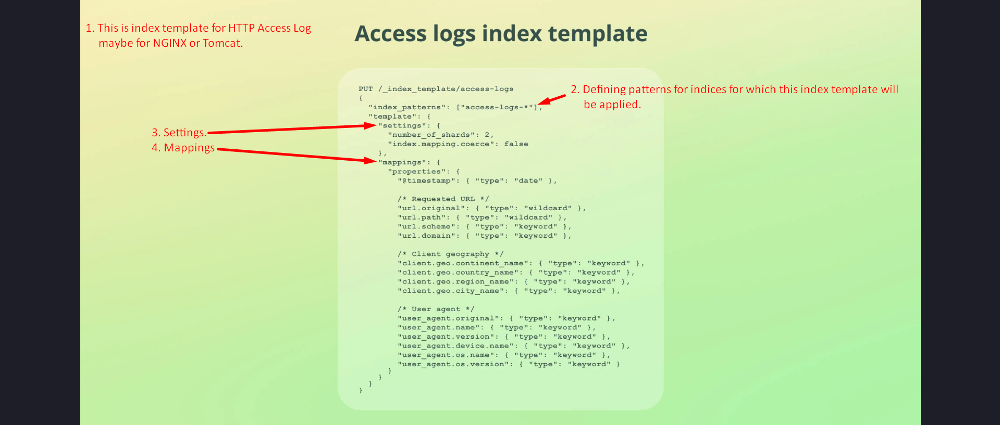 1. This is index template for HTTP Access Log
maybe for NGINX or Tomcat.
Access logs index template
PUT /_index_template/access-logs
{
"index_patterns": ["access-logs-*"],
2. Defining patterns for indices for which this index template will
be applied.
"template": {
3. Settings.
"settings": {
"number_of_shards": 2,
"index.mapping.coerce": false
},
4. Mappings
"mappings": {
"properties": {
"@timestamp": { "type": "date" },
/* Requested URL */
"url.original": { "type": "wildcard" },
"url.path": { "type": "wildcard" },
"url.scheme": { "type": "keyword" },
"url.domain": { "type": "keyword" },
/* Client geography */
"client.geo.continent_name": { "type": "keyword" },
"client.geo.country_name": { "type": "keyword" },
"client.geo.region_name": { "type": "keyword" },
"client.geo.city_name": { "type": "keyword" },
/* User agent */
"user_agent.original": { "type": "keyword" },
"user_agent.name": { "type": "keyword" },
"user_agent.version": { "type": "keyword" },
"user_agent.device.name": { "type": "keyword" },
"user_agent.os.name": { "type": "keyword" },
"user_agent.os.version": { "type": "keyword" }
}
}
}
}